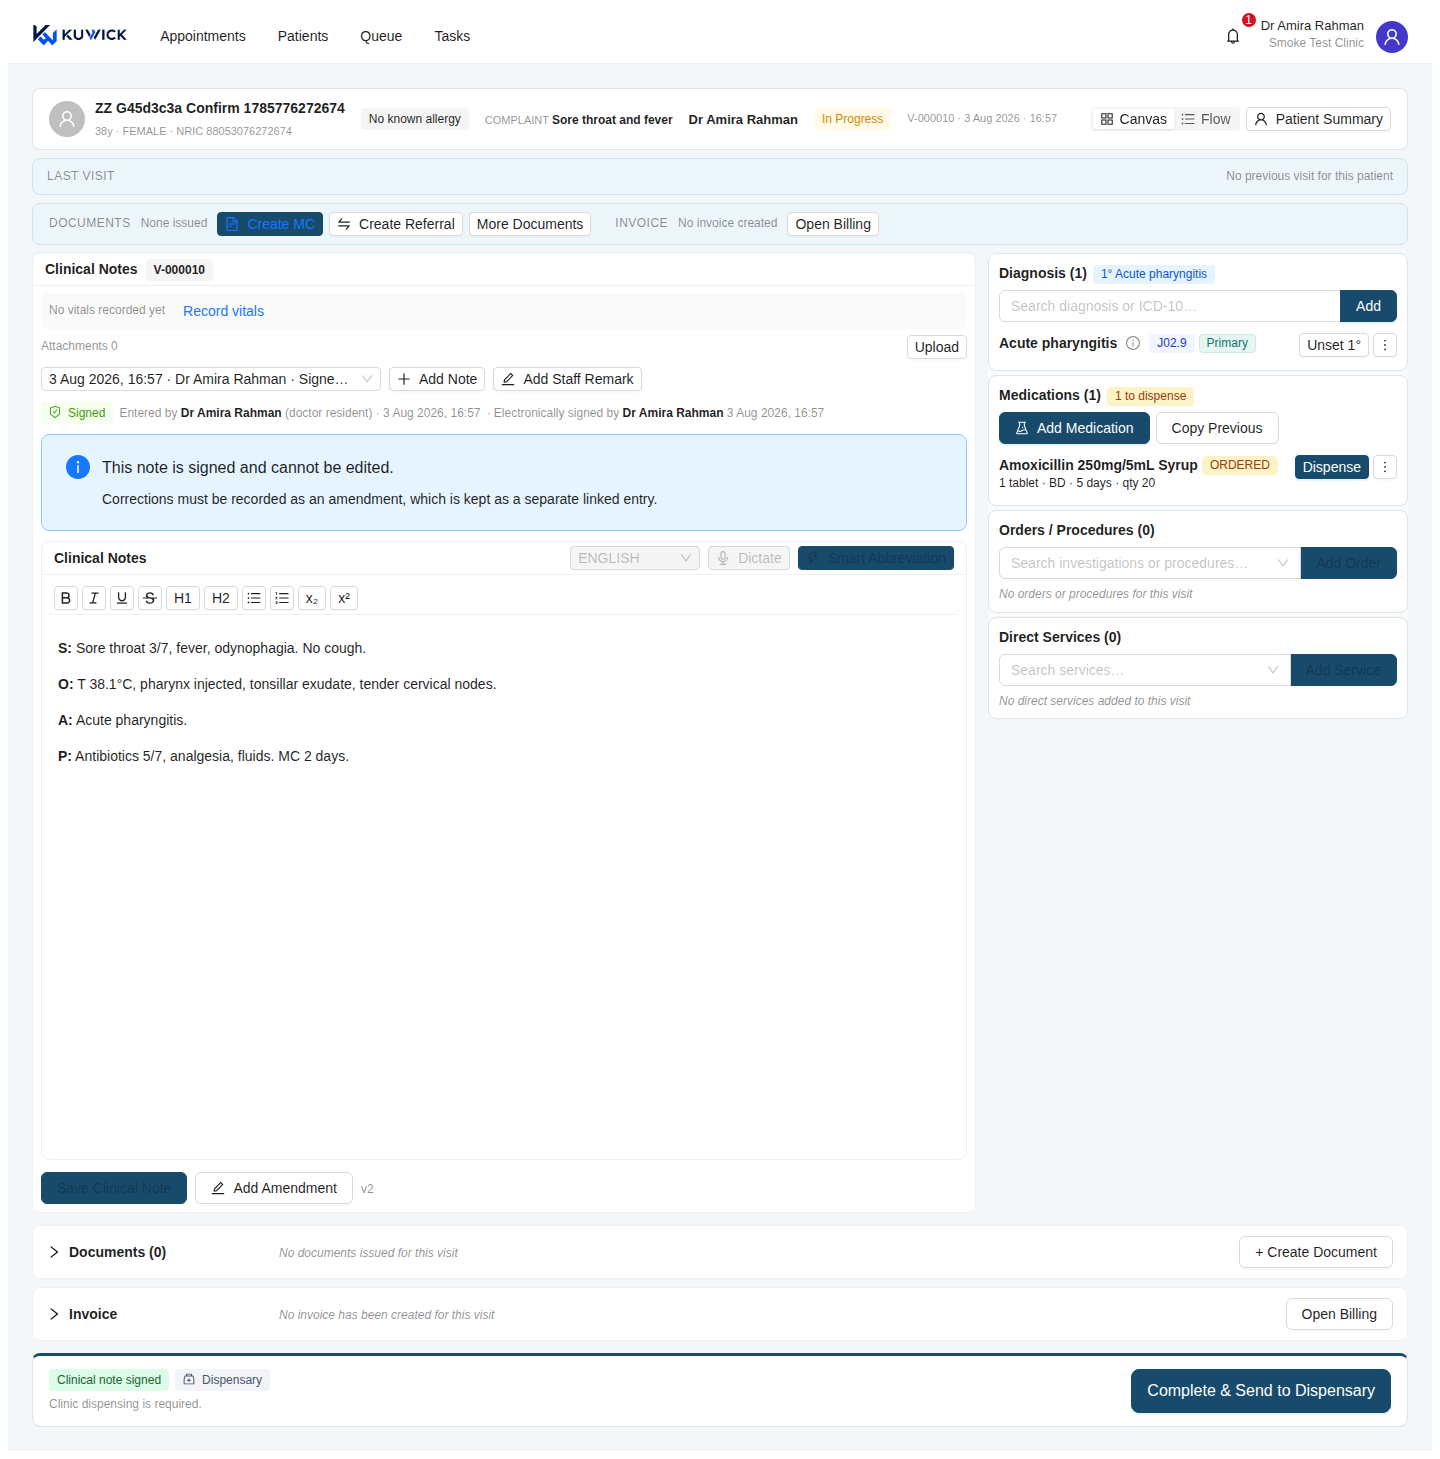 KUWICK Appointments Patients Queue Tasks 1 Dr Amira Rahman
Smoke Test Clinic
ZZ G45d3c3a Confirm 1785776272674
38y · FEMALE · NRIC 88053076272674
No known allergy COMPLAINT Sore throat and fever Dr Amira Rahman In Progress V-000010 · 3 Aug 2026 · 16:57 Canvas Flow Patient Summary
LAST VISIT No previous visit for this patient
DOCUMENTS None issued Create MC Create Referral More Documents INVOICE No invoice created Open Billing
Clinical Notes V-000010
No vitals recorded yet Record vitals
Attachments 0 Upload
3 Aug 2026, 16:57 · Dr Amira Rahman · Signe… Add Note Add Staff Remark
Signed Entered by Dr Amira Rahman (doctor resident) · 3 Aug 2026, 16:57 · Electronically signed by Dr Amira Rahman 3 Aug 2026, 16:57
This note is signed and cannot be edited.
Corrections must be recorded as an amendment, which is kept as a separate linked entry.
Clinical Notes ENGLISH Dictate Smart Abbreviation
B I U S H1 H2 x₂ x²
S: Sore throat 3/7, fever, odynophagia. No cough.
O: T 38.1°C, pharynx injected, tonsillar exudate, tender cervical nodes.
A: Acute pharyngitis.
P: Antibiotics 5/7, analgesia, fluids. MC 2 days.
Save Clinical Note Add Amendment v2
Diagnosis (1) 1° Acute pharyngitis
Search diagnosis or ICD-10… Add
Acute pharyngitis J02.9 Primary Unset 1°
Medications (1) 1 to dispense
Add Medication Copy Previous
Amoxicillin 250mg/5mL Syrup ORDERED Dispense
1 tablet · BD · 5 days · qty 20
Orders / Procedures (0)
Search investigations or procedures… Add Order
No orders or procedures for this visit
Direct Services (0)
Search services… Add Service
No direct services added to this visit
Documents (0) No documents issued for this visit + Create Document
Invoice No invoice has been created for this visit Open Billing
Clinical note signed Dispensary
Clinic dispensing is required.
Complete & Send to Dispensary